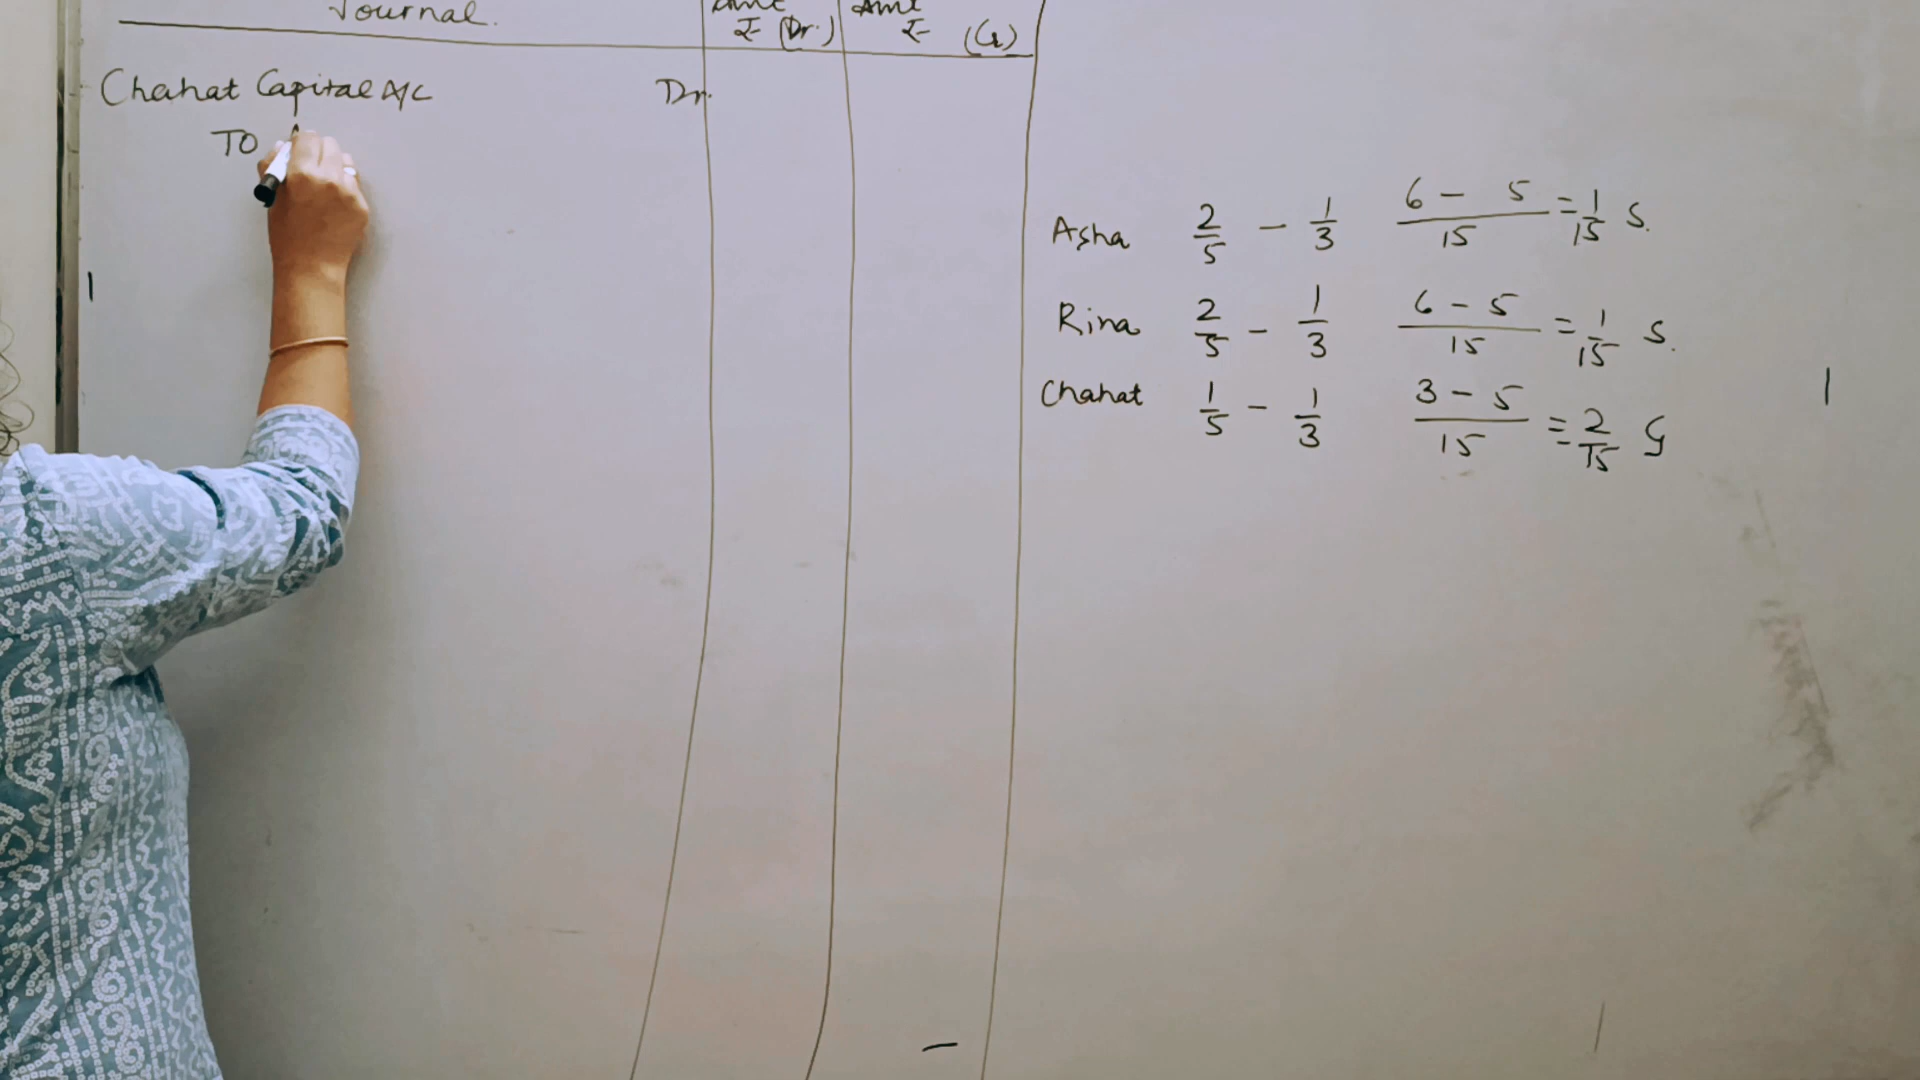 Journal.
Amt Amt
₹ (Dr.) ₹ (Cr)
Chahat Capital A/C Dr.
TO
Asha 2/5 - 1/3 6 - 5/15 = 1/15 S.
Rina 2/5 - 1/3 6 - 5/15 = 1/15 S.
Chahat 1/5 - 1/3 3 - 5/15 = 2/15 G